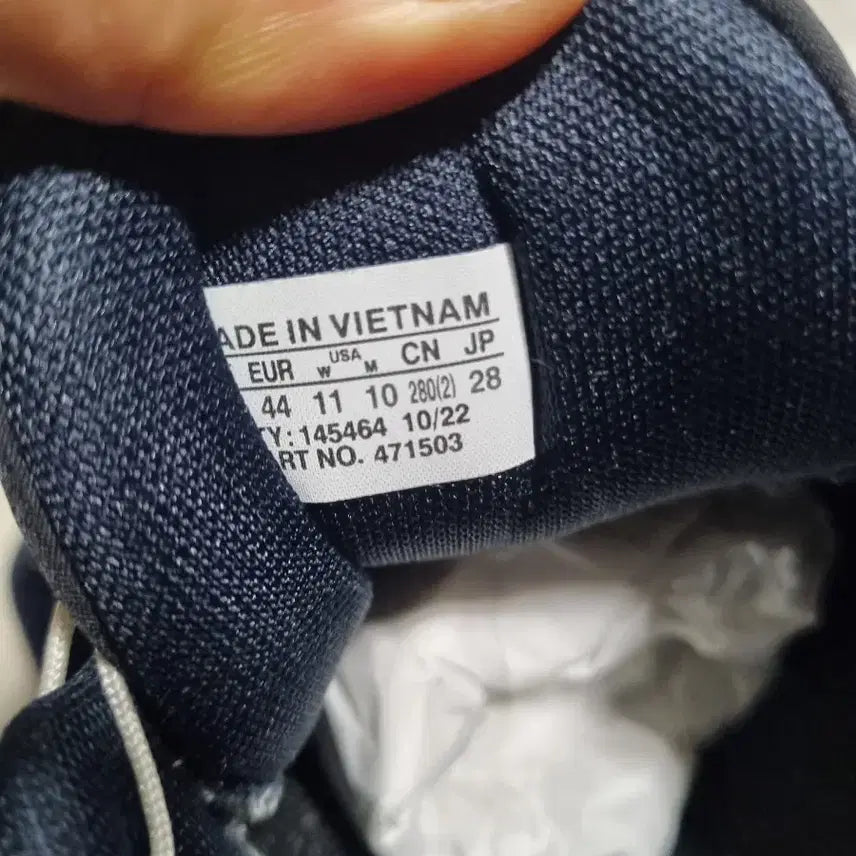 ADE IN VIETNAM
EUR USA W M CN JP
44 11 10 280(2) 28
Y: 145464 10/22
RT NO. 471503